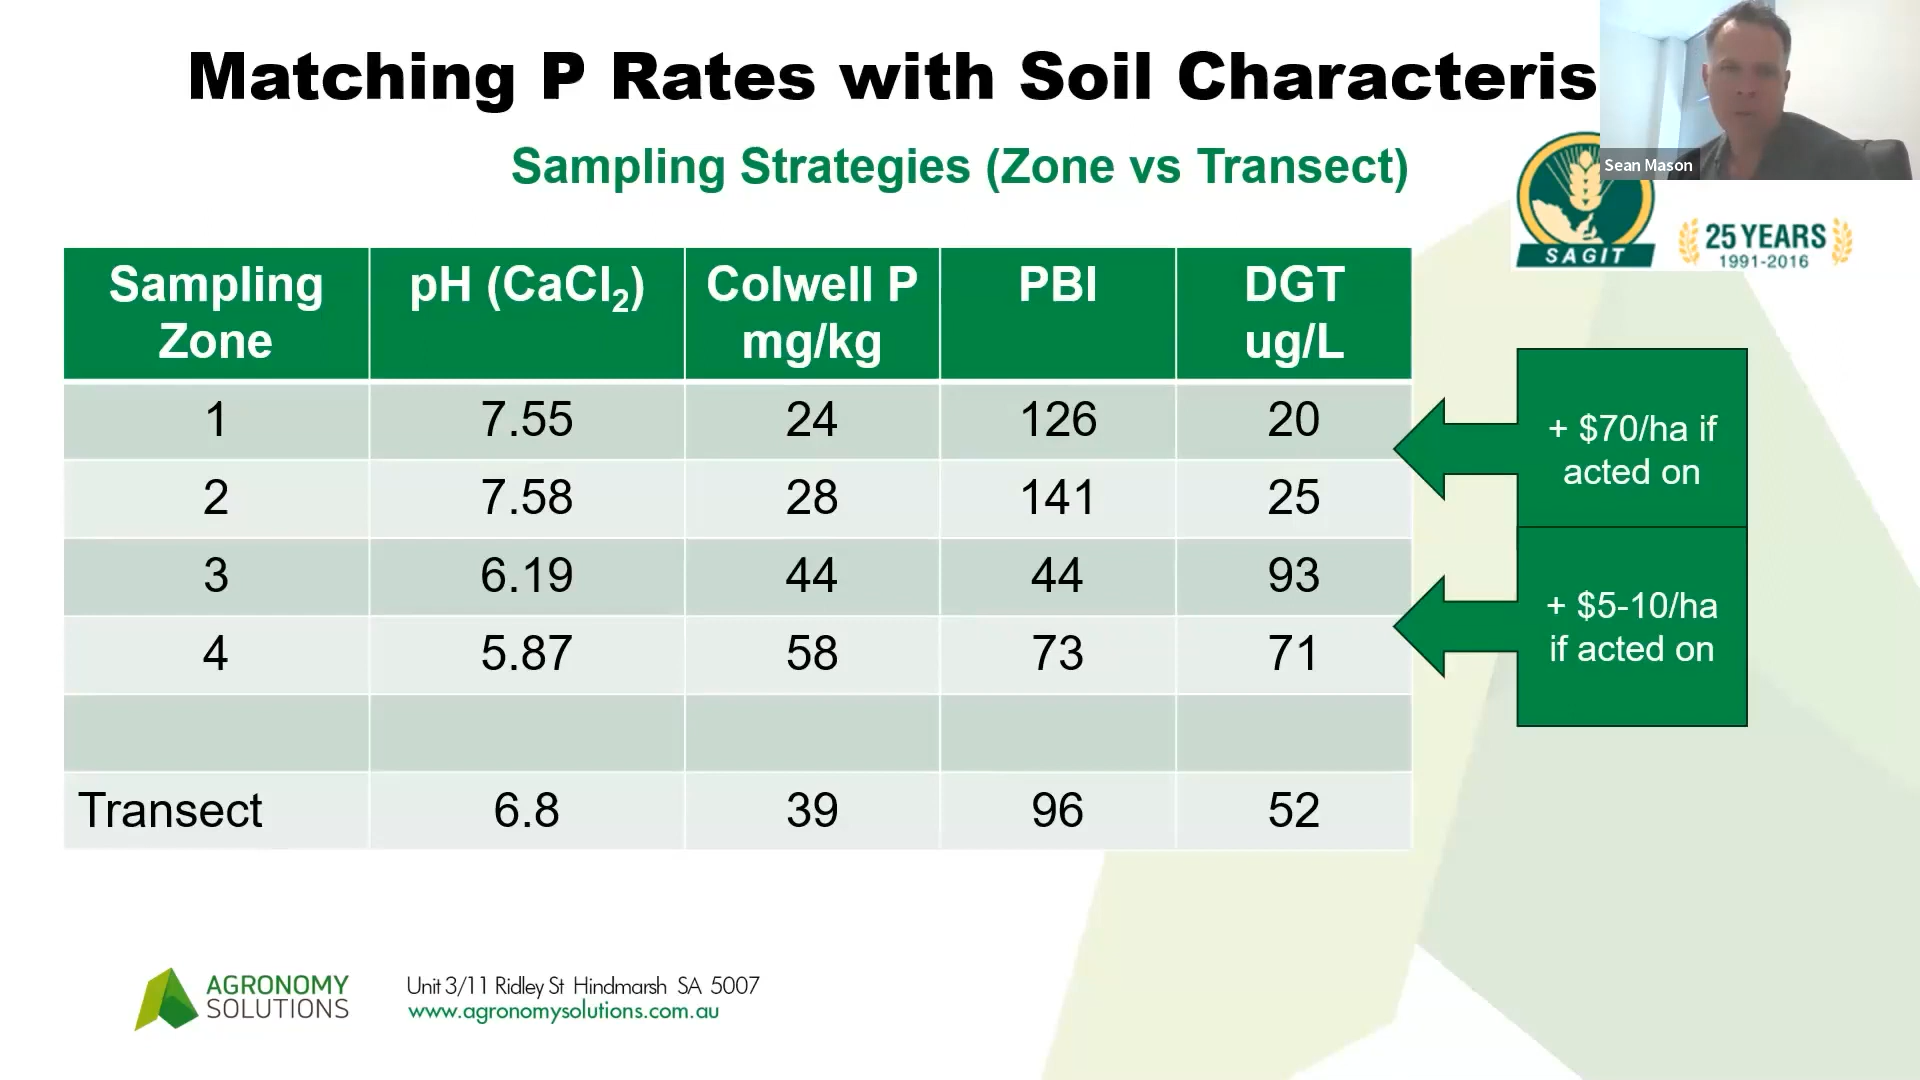 Matching P Rates with Soil Characteris
Sean Mason
Sampling Strategies (Zone vs Transect)
SAGIT
25 YEARS
1991-2016
Sampling Zone pH (CaCl₂) Colwell P mg/kg PBI DGT ug/L
1 7.55 24 126 20
2 7.58 28 141 25
3 6.19 44 44 93
4 5.87 58 73 71
Transect 6.8 39 96 52
+ $70/ha if
acted on
+ $5-10/ha
if acted on
AGRONOMY
SOLUTIONS
Unit 3/11 Ridley St Hindmarsh SA 5007
www.agronomysolutions.com.au